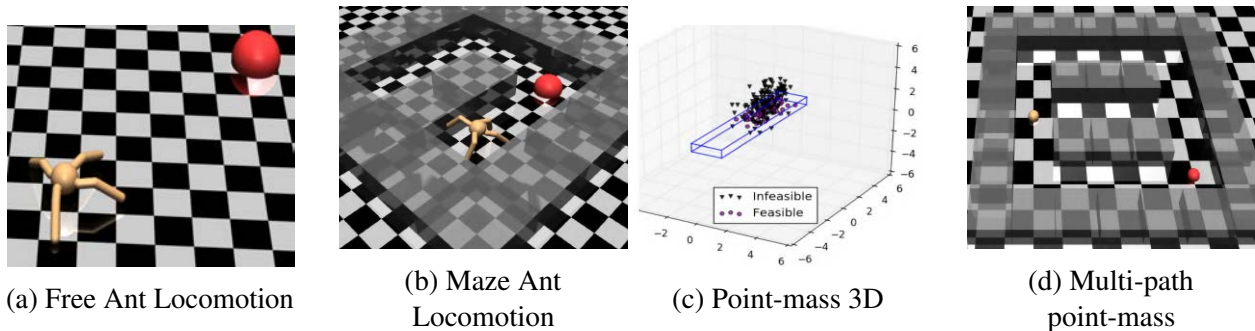 6
4
2
0
−2
−4
−6
Infeasible
Feasible
−2
0
2
4
6
−6
−4
−2
0
2
4
6
(a) Free Ant Locomotion
(b) Maze Ant
Locomotion
(c) Point-mass 3D
(d) Multi-path
point-mass